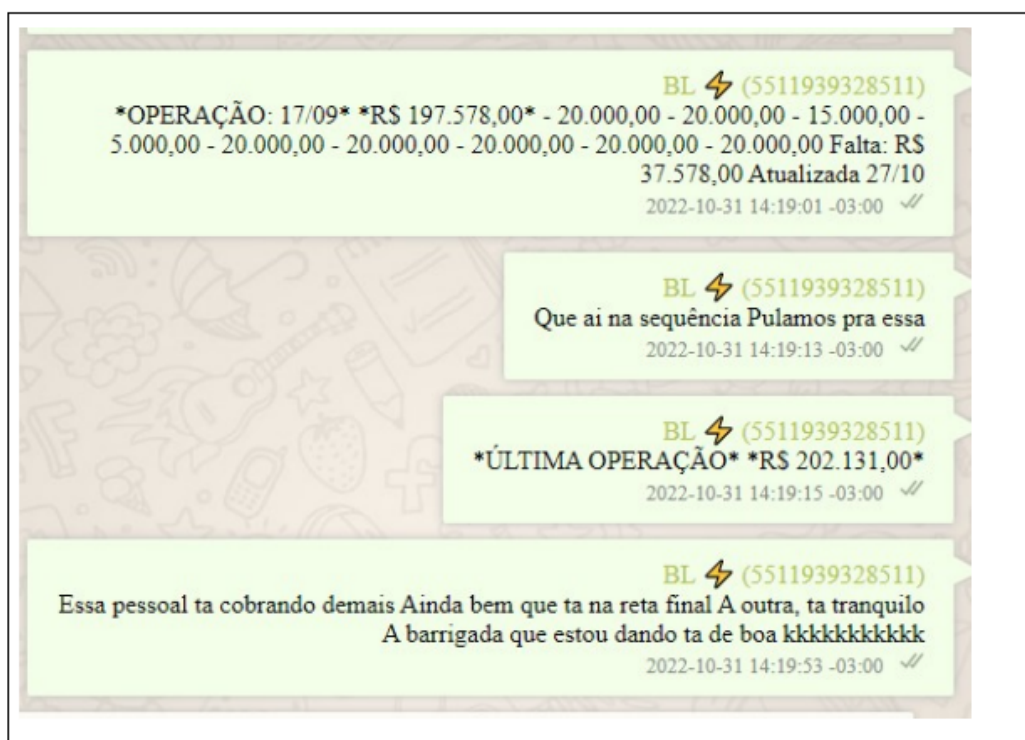 BL ⚡ (5511939328511)
*OPERAÇÃO: 17/09* *R$ 197.578,00* - 20.000,00 - 20.000,00 - 15.000,00 -
5.000,00 - 20.000,00 - 20.000,00 - 20.000,00 - 20.000,00 - 20.000,00 Falta: R$
37.578,00 Atualizada 27/10
2022-10-31 14:19:01 -03:00
BL ⚡ (5511939328511)
Que ai na sequência Pulamos pra essa
2022-10-31 14:19:13 -03:00
BL ⚡ (5511939328511)
*ÚLTIMA OPERAÇÃO* *R$ 202.131,00*
2022-10-31 14:19:15 -03:00
BL ⚡ (5511939328511)
Essa pessoal ta cobrando demais Ainda bem que ta na reta final A outra, ta tranquilo
A barrigada que estou dando ta de boa kkkkkkkkkkk
2022-10-31 14:19:53 -03:00